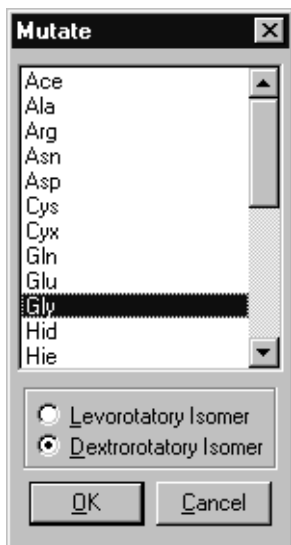 Mutate
Ace
Ala
Arg
Asn
Asp
Cys
Cyx
Gln
Glu
Gly
Hid
Hie
Levorotatory Isomer
Dextrorotatory Isomer
OK Cancel